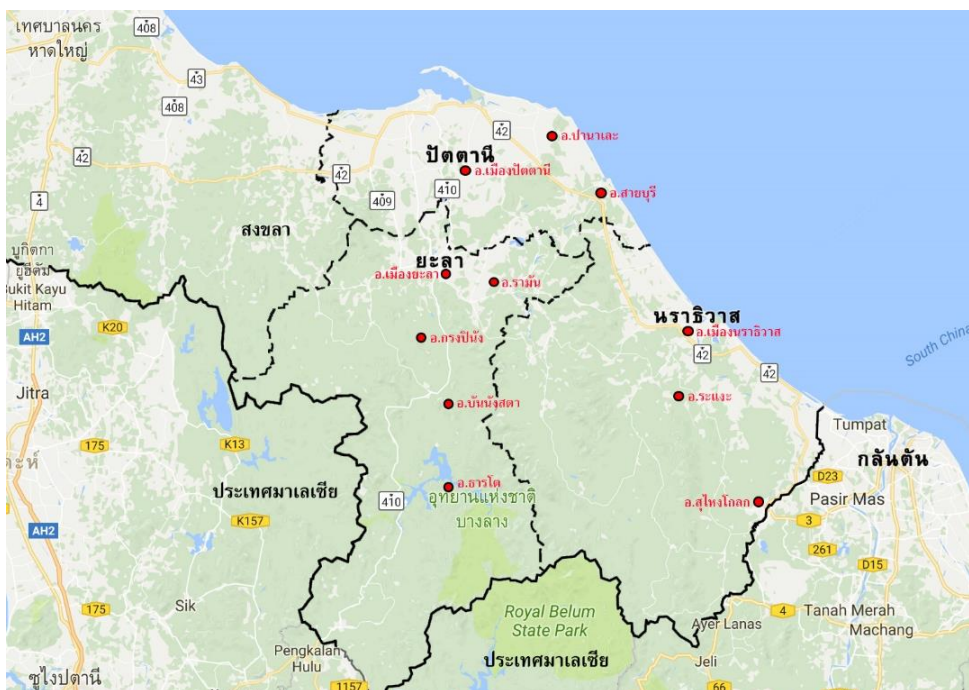 เทศบาลนคร
หาดใหญ่
408
43
408
42
42
4
สงขลา
42
409
410
ปัตตานี
อ.เมืองปัตตานี
42
อ.ปานาเละ
อ.สายบุรี
บูกิตกา
ยูฮีตัม
Bukit Kayu
Hitam
AH2
K20
ยะลา
อ.เมืองยะลา
อ.รามัน
อ.กรงปินัง
อ.บันนังสตา
อ.ธารโต
อุทยานแห่งชาติ
บางลาง
410
นราธิวาส
อ.เมืองนราธิวาส
42
42
อ.ระแงะ
อ.สุไหงโกลก
South China
Jitra
175
K13
ประเทศมาเลเซีย
K157
AH2
175
Sik
Pengkalan
Hulu
1157
ซูไงปตานี
Royal Belum
State Park
ประเทศมาเลเซีย
Tumpat
กลันตัน
D23
Pasir Mas
3
261
D15
4
Tanah Merah
Machang
Ayer Lanas
Jeli
66